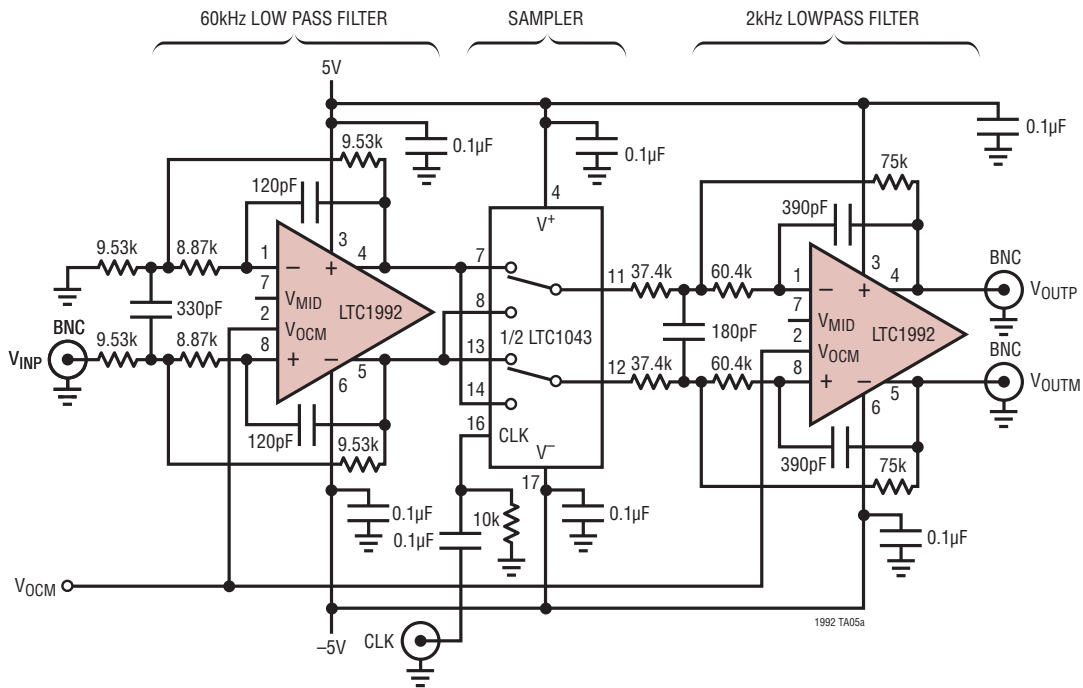 60kHz LOW PASS FILTER SAMPLER 2kHz LOWPASS FILTER
5V
9.53k 0.1µF 0.1µF 0.1µF
75k
120pF 4 390pF
V+
9.53k 8.87k 1 3 4 7 11 37.4k 60.4k 1 3 4 BNC
− + − + VOUTP
7 VMID 8 7 VMID
330pF 2 VOCM LTC1992 1/2 LTC1043 180pF 2 VOCM LTC1992
BNC BNC
VINP 9.53k 8.87k 8 + − 5 13 12 37.4k 60.4k 8 + − 5 VOUTM
6 14 6
16 CLK
120pF 9.53k V− 390pF 75k
17
0.1µF 0.1µF 10k 0.1µF 0.1µF
VOCM
1992 TA05a
–5V CLK